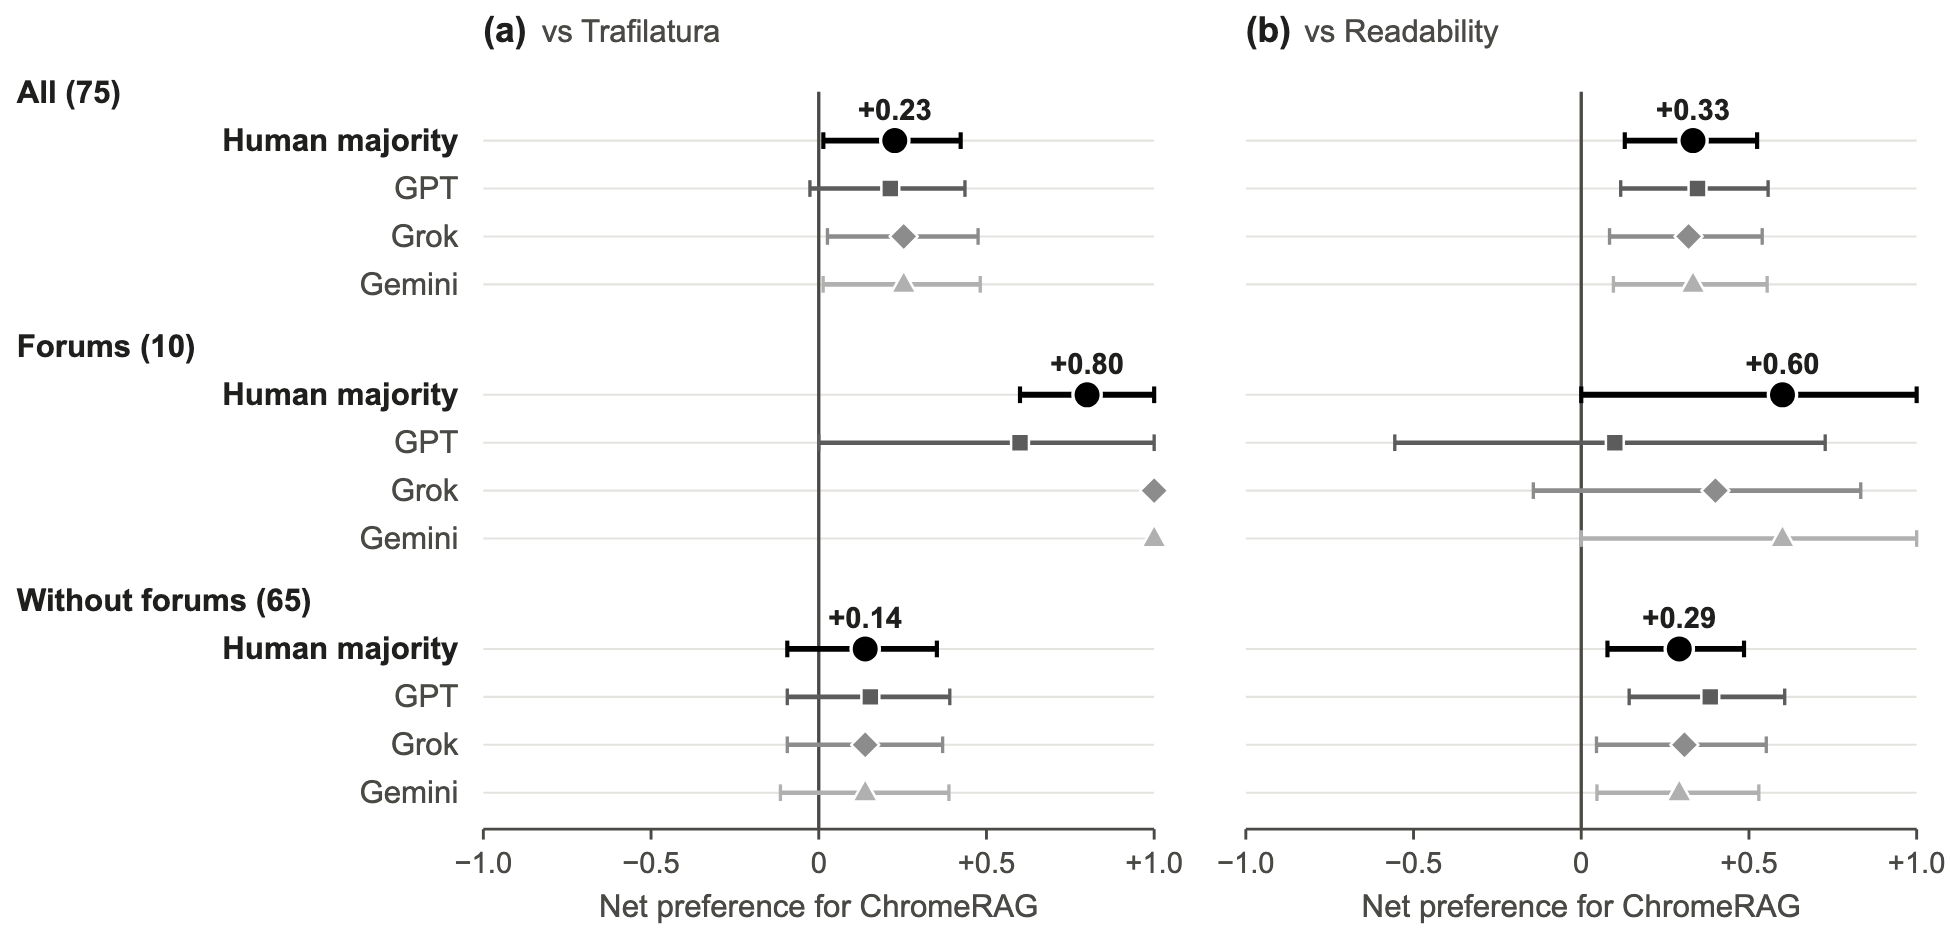 (a) vs Trafilatura
(b) vs Readability
All (75)
+0.23
+0.33
Human majority
GPT
Grok
Gemini
Forums (10)
+0.80
+0.60
Human majority
GPT
Grok
Gemini
Without forums (65)
+0.14
+0.29
Human majority
GPT
Grok
Gemini
−1.0 −0.5 0 +0.5 +1.0
−1.0 −0.5 0 +0.5 +1.0
Net preference for ChromeRAG
Net preference for ChromeRAG